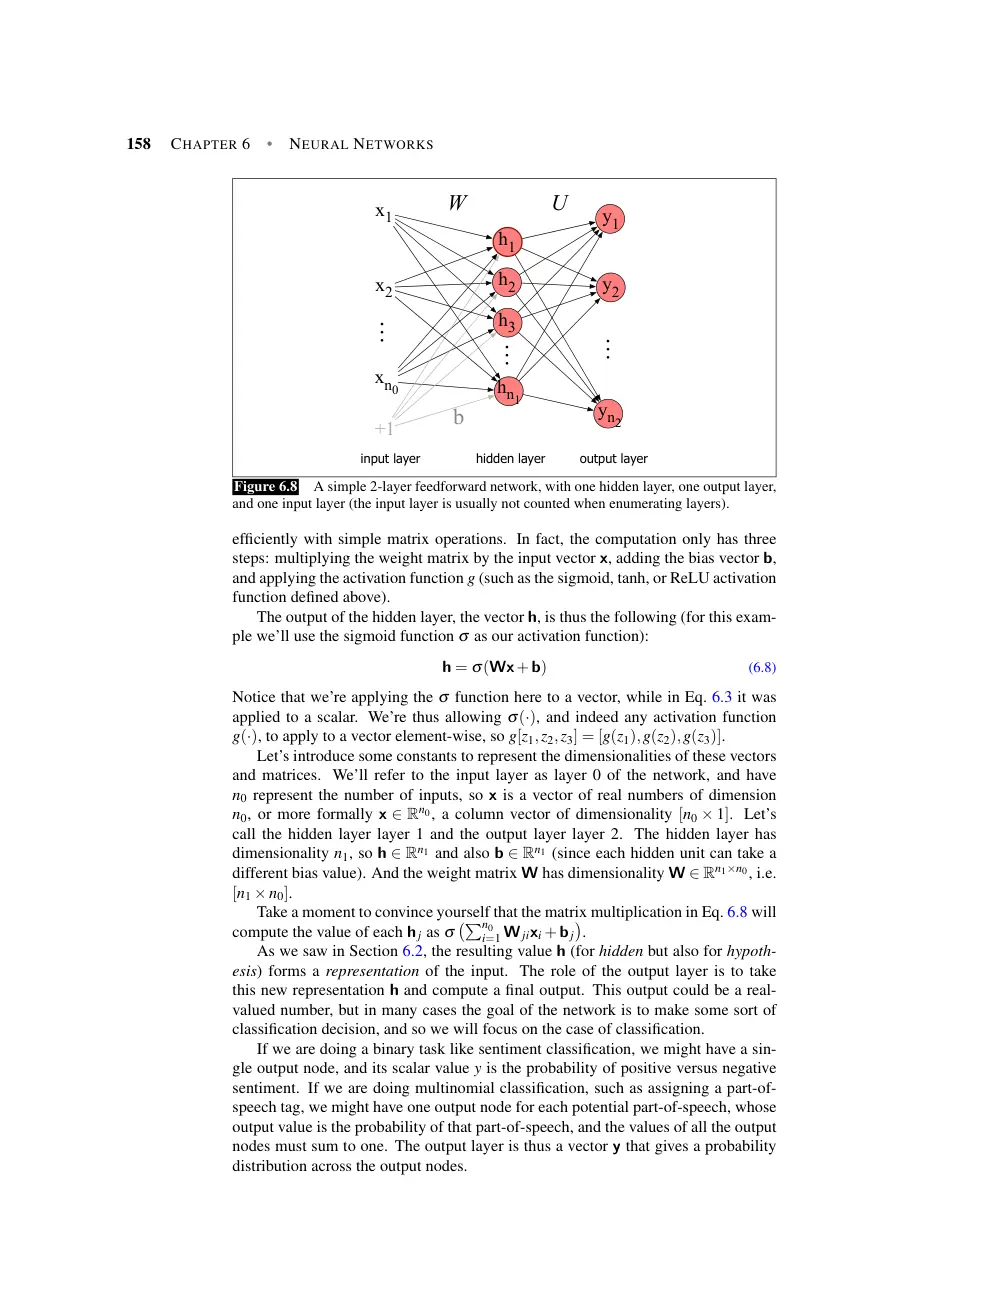 158 CHAPTER 6 • NEURAL NETWORKS
W U
x1
h1
y1
x2
h2
y2
h3
⋮
⋮
⋮
xn0
hn1
yn2
+1
b
input layer hidden layer output layer
Figure 6.8 A simple 2-layer feedforward network, with one hidden layer, one output layer,
and one input layer (the input layer is usually not counted when enumerating layers).
efficiently with simple matrix operations. In fact, the computation only has three
steps: multiplying the weight matrix by the input vector x, adding the bias vector b,
and applying the activation function g (such as the sigmoid, tanh, or ReLU activation
function defined above).
The output of the hidden layer, the vector h, is thus the following (for this exam-
ple we'll use the sigmoid function σ as our activation function):
h = σ(Wx + b) (6.8)
Notice that we're applying the σ function here to a vector, while in Eq. 6.3 it was
applied to a scalar. We're thus allowing σ(·), and indeed any activation function
g(·), to apply to a vector element-wise, so g[z1, z2, z3] = [g(z1), g(z2), g(z3)].
Let's introduce some constants to represent the dimensionalities of these vectors
and matrices. We'll refer to the input layer as layer 0 of the network, and have
n0 represent the number of inputs, so x is a vector of real numbers of dimension
n0, or more formally x ∈ ℝ^n0, a column vector of dimensionality [n0 × 1]. Let's
call the hidden layer layer 1 and the output layer layer 2. The hidden layer has
dimensionality n1, so h ∈ ℝ^n1 and also b ∈ ℝ^n1 (since each hidden unit can take a
different bias value). And the weight matrix W has dimensionality W ∈ ℝ^n1×n0, i.e.
[n1 × n0].
Take a moment to convince yourself that the matrix multiplication in Eq. 6.8 will
compute the value of each hj as σ(∑_{i=1}^{n0} Wji xi + bj).
As we saw in Section 6.2, the resulting value h (for hidden but also for hypoth-
esis) forms a representation of the input. The role of the output layer is to take
this new representation h and compute a final output. This output could be a real-
valued number, but in many cases the goal of the network is to make some sort of
classification decision, and so we will focus on the case of classification.
If we are doing a binary task like sentiment classification, we might have a sin-
gle output node, and its scalar value y is the probability of positive versus negative
sentiment. If we are doing multinomial classification, such as assigning a part-of-
speech tag, we might have one output node for each potential part-of-speech, whose
output value is the probability of that part-of-speech, and the values of all the output
nodes must sum to one. The output layer is thus a vector y that gives a probability
distribution across the output nodes.